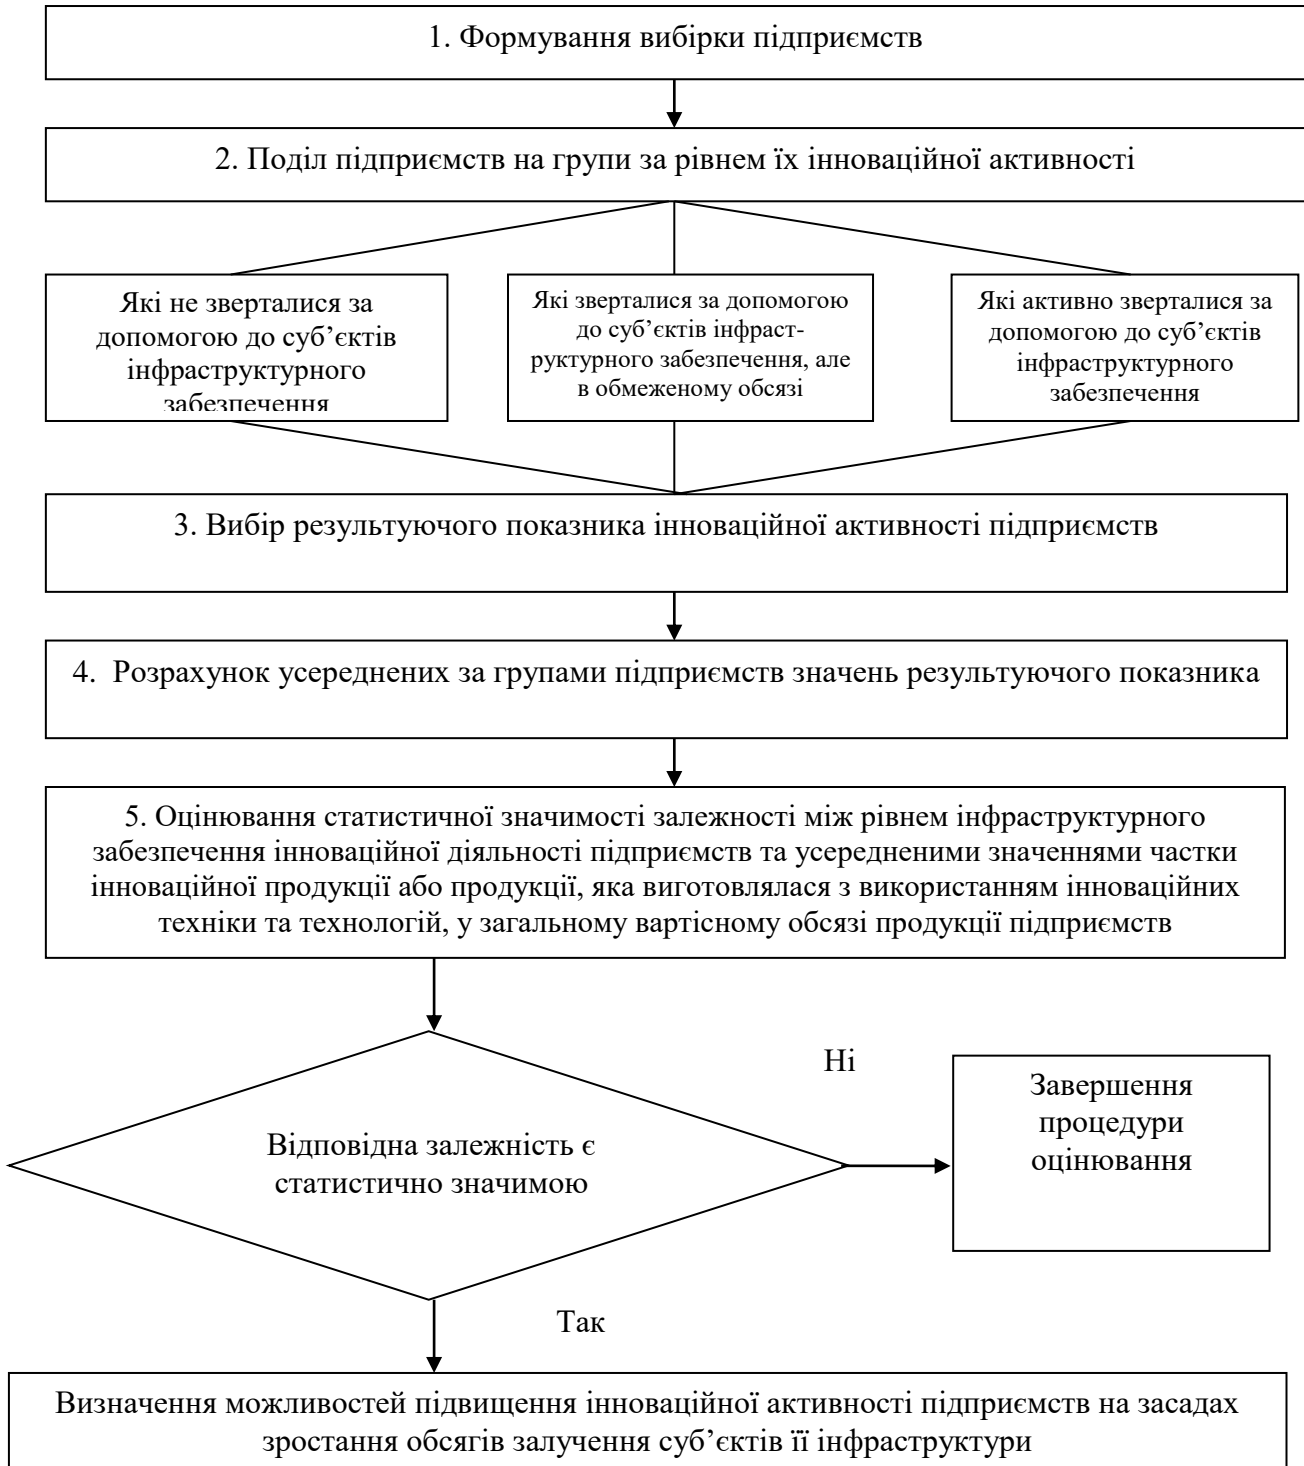 1. Формування вибірки підприємств
2. Поділ підприємств на групи за рівнем їх інноваційної активності
Які не зверталися за
допомогою до суб’єктів
інфраструктурного
забезпечення
Які зверталися за допомогою
до суб’єктів інфраст-
руктурного забезпечення, але
в обмеженому обсязі
Які активно зверталися за
допомогою до суб’єктів
інфраструктурного
забезпечення
3. Вибір результуючого показника інноваційної активності підприємств
4. Розрахунок усереднених за групами підприємств значень результуючого показника
5. Оцінювання статистичної значимості залежності між рівнем інфраструктурного
забезпечення інноваційної діяльності підприємств та усередненими значеннями частки
інноваційної продукції або продукції, яка виготовлялася з використанням інноваційних
техніки та технологій, у загальному вартісному обсязі продукції підприємств
Відповідна залежність є
статистично значимою
Ні
Завершення
процедури
оцінювання
Так
Визначення можливостей підвищення інноваційної активності підприємств на засадах
зростання обсягів залучення суб’єктів її інфраструктури